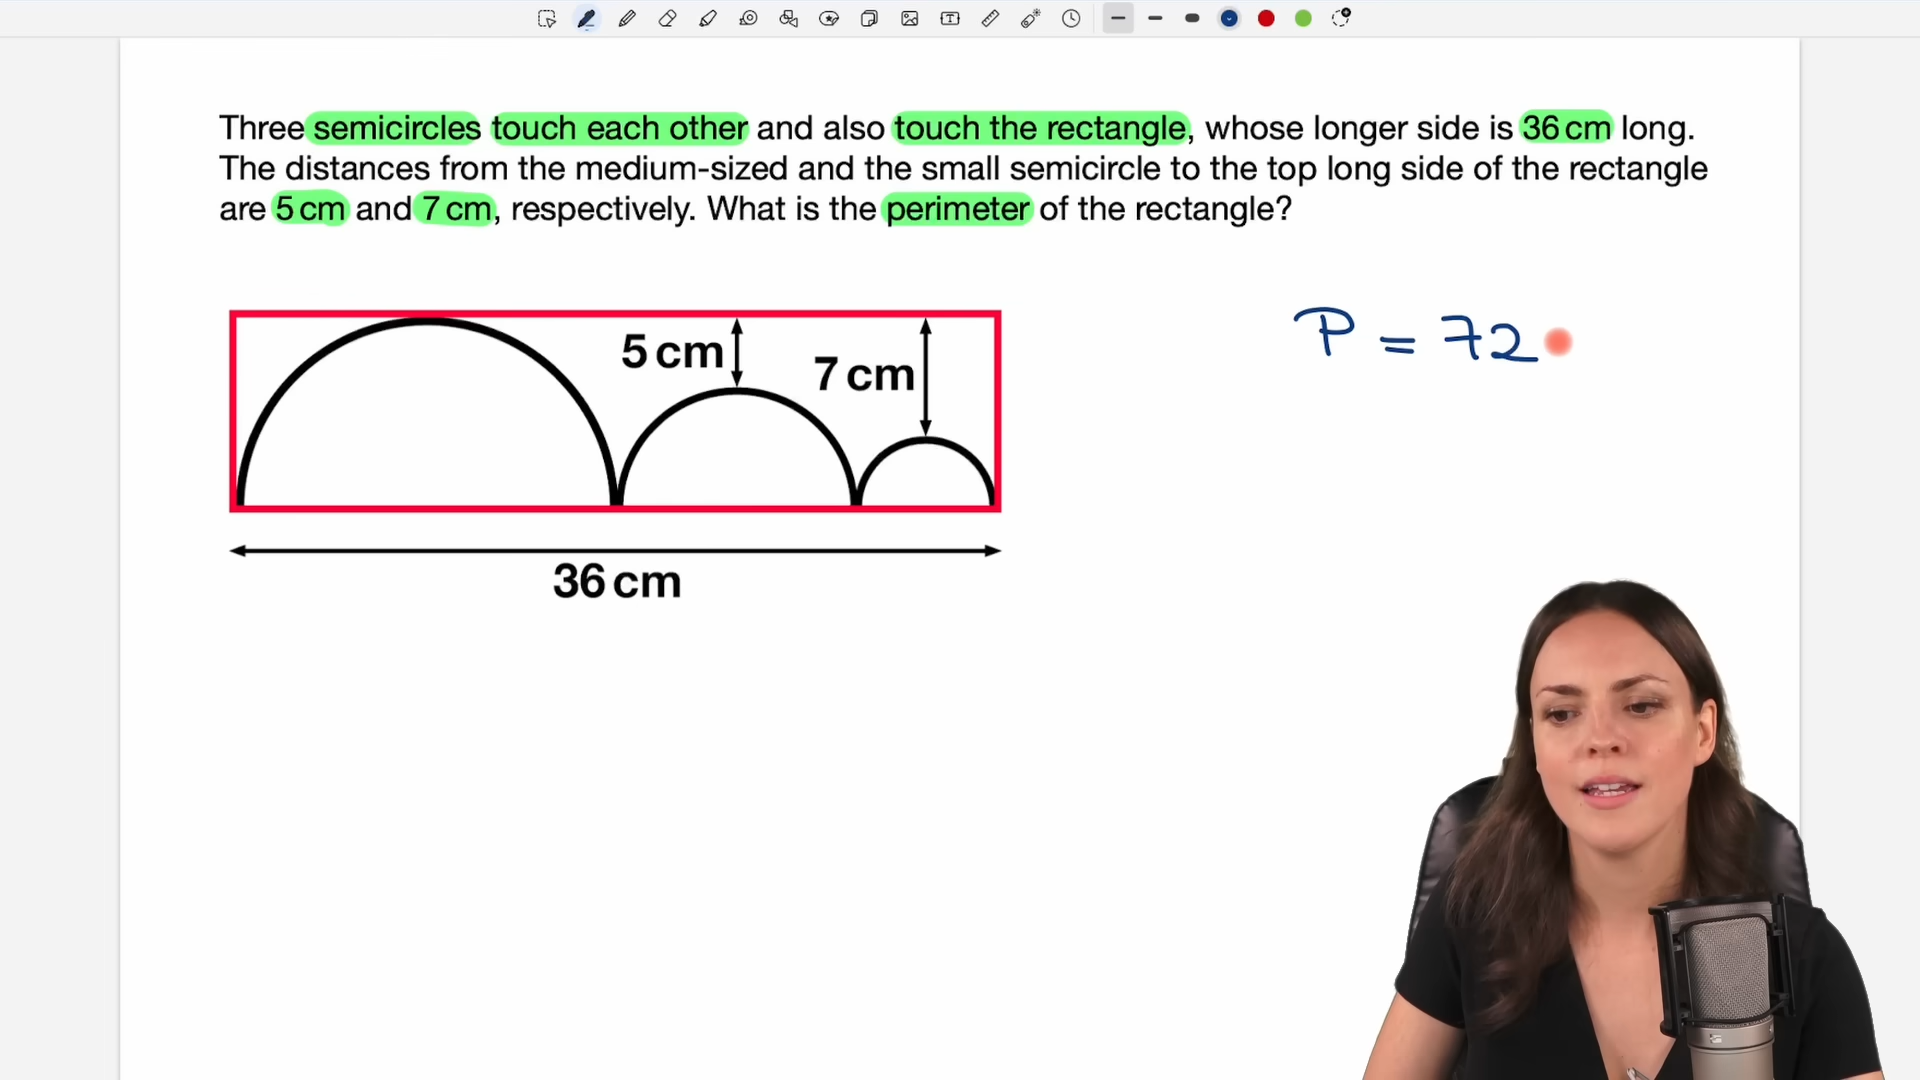 Three semicircles touch each other and also touch the rectangle, whose longer side is 36 cm long.
The distances from the medium-sized and the small semicircle to the top long side of the rectangle
are 5 cm and 7 cm, respectively. What is the perimeter of the rectangle?
5 cm
7 cm
36 cm
P = 72